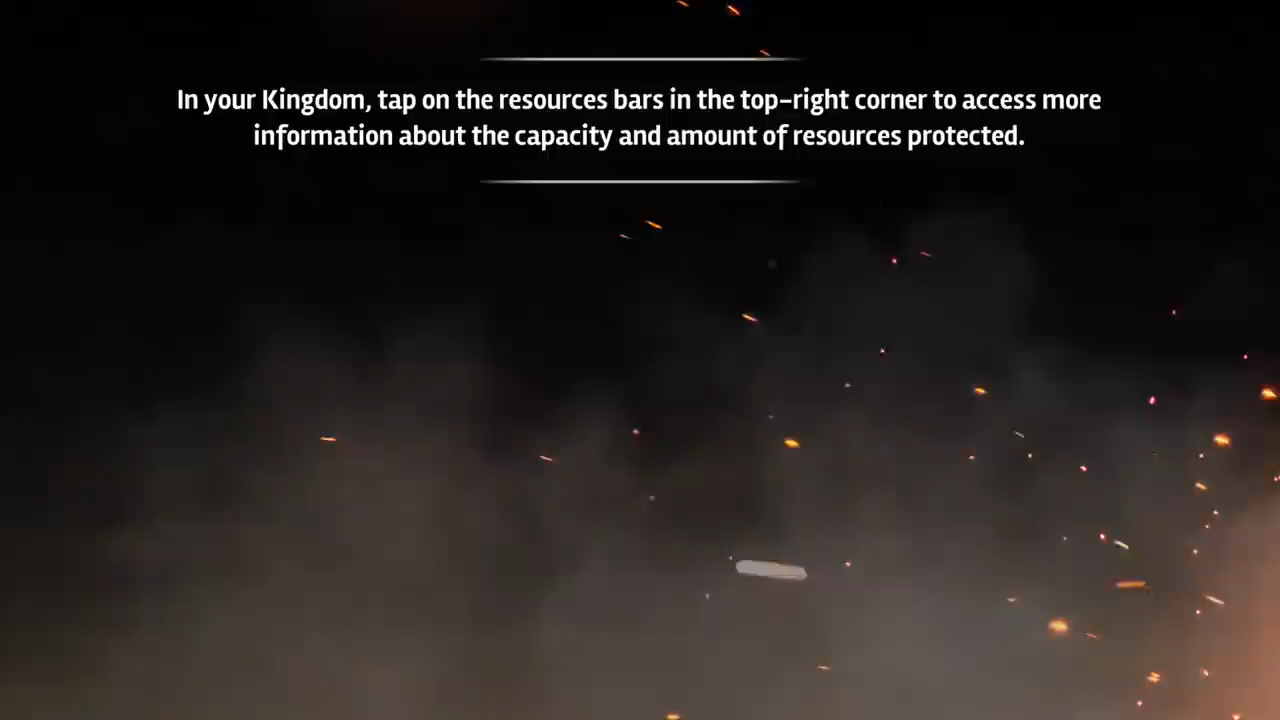 In your Kingdom, tap on the resources bars in the top-right corner to access more
information about the capacity and amount of resources protected.